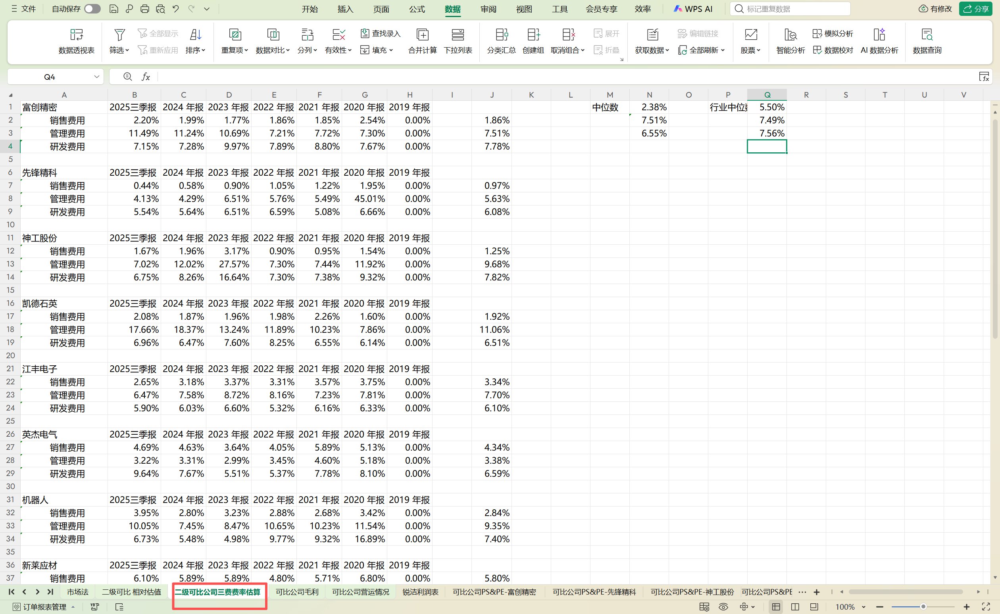 文件 自动保存 开始 插入 页面 公式 数据 审阅 视图 工具 会员专享 效率 WPS AI 标记重复数据 有修改 分享
数据透视表 筛选 全部显示 重新应用 排序 重复项 数据对比 分列 有效性 查找录入 填充 合并计算 下拉列表 分类汇总 创建组 取消组合 展开 折叠 获取数据 编辑链接 全部刷新 股票 智能分析 模拟分析 数据校对 AI 数据分析 数据查询
Q4 fx
A B C D E F G H I J K L M N O P Q R S T U V
1 富创精密 2025三季报 2024 年报 2023 年报 2022 年报 2021 年报 2020 年报 2019 年报 中位数 2.38% 行业中位 5.50%
2 销售费用 2.20% 1.99% 1.77% 1.86% 1.85% 2.54% 0.00% 1.86% 7.51% 7.49%
3 管理费用 11.49% 11.24% 10.69% 7.21% 7.72% 7.30% 0.00% 7.51% 6.55% 7.56%
4 研发费用 7.15% 7.28% 9.97% 7.89% 8.80% 7.67% 0.00% 7.78%
5
6 先锋精科 2025三季报 2024 年报 2023 年报 2022 年报 2021 年报 2020 年报 2019 年报
7 销售费用 0.44% 0.58% 0.90% 1.05% 1.22% 1.95% 0.00% 0.97%
8 管理费用 4.13% 4.29% 6.51% 5.76% 5.49% 45.01% 0.00% 5.63%
9 研发费用 5.54% 5.64% 6.51% 6.59% 5.08% 6.66% 0.00% 6.08%
10
11 神工股份 2025三季报 2024 年报 2023 年报 2022 年报 2021 年报 2020 年报 2019 年报
12 销售费用 1.67% 1.96% 3.17% 0.90% 0.95% 1.54% 0.00% 1.25%
13 管理费用 7.02% 12.02% 27.57% 7.30% 7.44% 11.92% 0.00% 9.68%
14 研发费用 6.75% 8.26% 16.64% 7.30% 7.38% 9.32% 0.00% 7.82%
15
16 凯德石英 2025三季报 2024 年报 2023 年报 2022 年报 2021 年报 2020 年报 2019 年报
17 销售费用 2.08% 1.87% 1.96% 1.98% 2.26% 1.60% 0.00% 1.92%
18 管理费用 17.66% 18.37% 13.24% 11.89% 10.23% 7.86% 0.00% 11.06%
19 研发费用 6.96% 6.47% 7.60% 8.25% 6.55% 6.14% 0.00% 6.51%
20
21 江丰电子 2025三季报 2024 年报 2023 年报 2022 年报 2021 年报 2020 年报 2019 年报
22 销售费用 2.65% 3.18% 3.37% 3.31% 3.57% 3.75% 0.00% 3.34%
23 管理费用 6.47% 7.58% 8.72% 8.16% 7.23% 7.81% 0.00% 7.70%
24 研发费用 5.90% 6.03% 6.60% 5.32% 6.16% 6.33% 0.00% 6.10%
25
26 英杰电气 2025三季报 2024 年报 2023 年报 2022 年报 2021 年报 2020 年报 2019 年报
27 销售费用 4.69% 4.63% 3.64% 4.05% 5.89% 5.13% 0.00% 4.34%
28 管理费用 3.22% 3.31% 2.99% 3.45% 4.60% 5.18% 0.00% 3.38%
29 研发费用 9.64% 7.67% 5.51% 5.37% 7.78% 8.10% 0.00% 6.59%
30
31 机器人 2025三季报 2024 年报 2023 年报 2022 年报 2021 年报 2020 年报 2019 年报
32 销售费用 3.95% 2.80% 3.23% 2.88% 2.68% 3.42% 0.00% 2.84%
33 管理费用 10.05% 7.45% 8.47% 10.65% 10.23% 11.54% 0.00% 9.35%
34 研发费用 6.73% 5.48% 4.98% 9.77% 9.32% 16.89% 0.00% 7.40%
35
36 新莱应材 2025三季报 2024 年报 2023 年报 2022 年报 2021 年报 2020 年报 2019 年报
37 销售费用 6.10% 5.89% 5.89% 4.80% 5.71% 6.80% 0.00% 5.80%
市场法 二级可比 相对估值 二级可比公司三费费率估算 可比公司毛利 可比公司营运情况 锐洁利润表 可比公司PS&PE-富创精密 可比公司PS&PE-先锋精科 可比公司PS&PE-神工股份 可比公司PS&PE ··· +
订单报表管理 100%